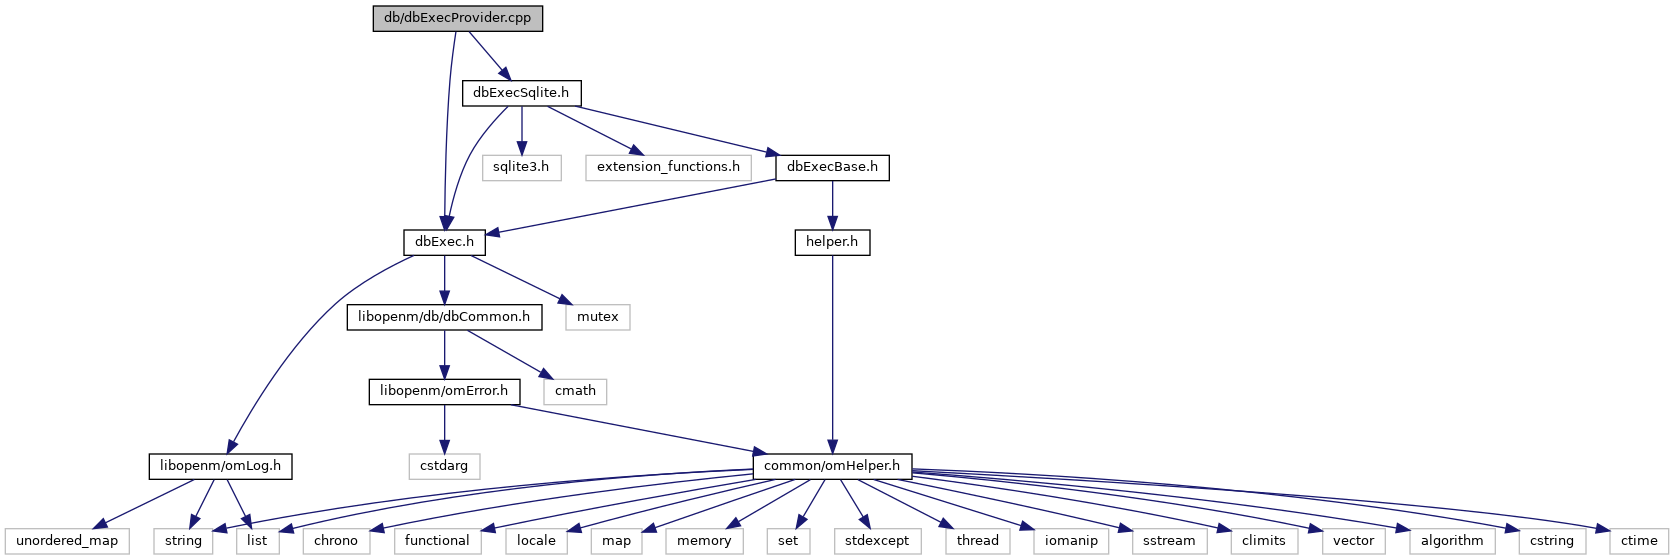 db/dbExecProvider.cpp
dbExecSqlite.h
sqlite3.h
extension_functions.h
dbExecBase.h
dbExec.h
helper.h
libopenm/db/dbCommon.h
mutex
libopenm/omError.h
cmath
libopenm/omLog.h
cstdarg
common/omHelper.h
unordered_map
string
list
chrono
functional
locale
map
memory
set
stdexcept
thread
iomanip
sstream
climits
vector
algorithm
cstring
ctime